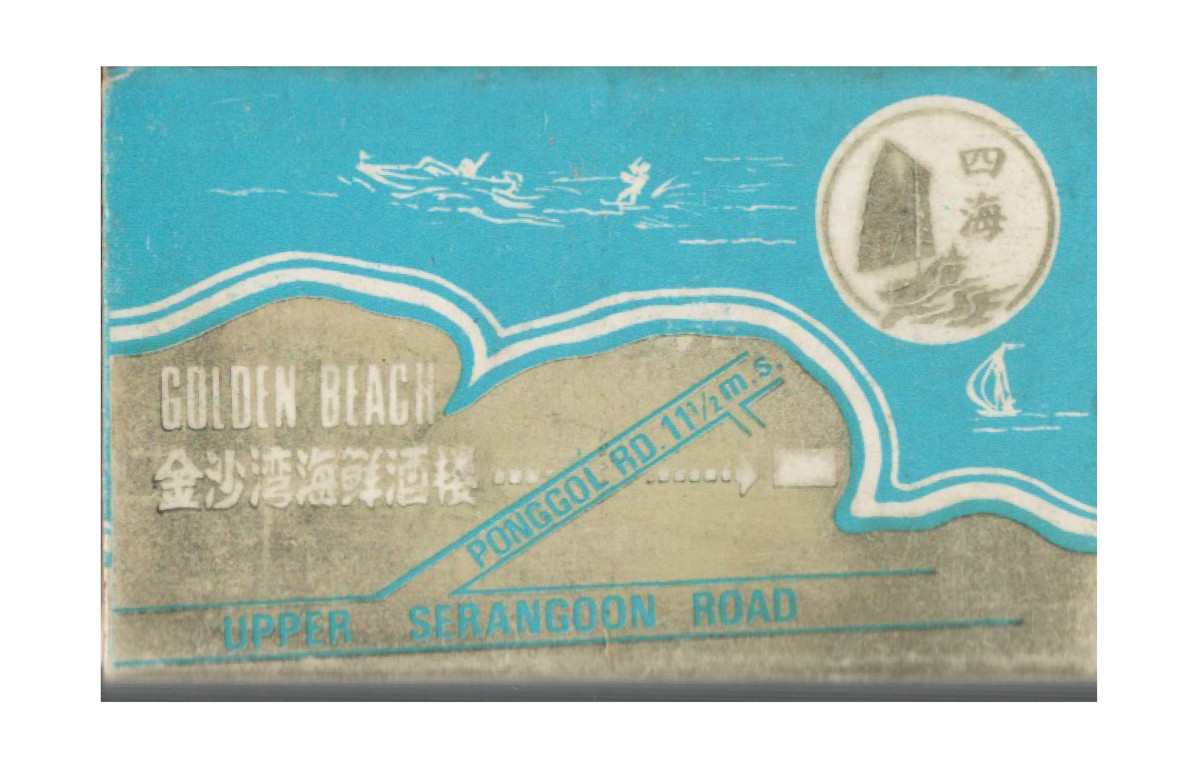 四海
GOLDEN BEACH
金沙湾海鲜酒楼
PONGGOL RD. 11½ m.s.
UPPER SERANGOON ROAD